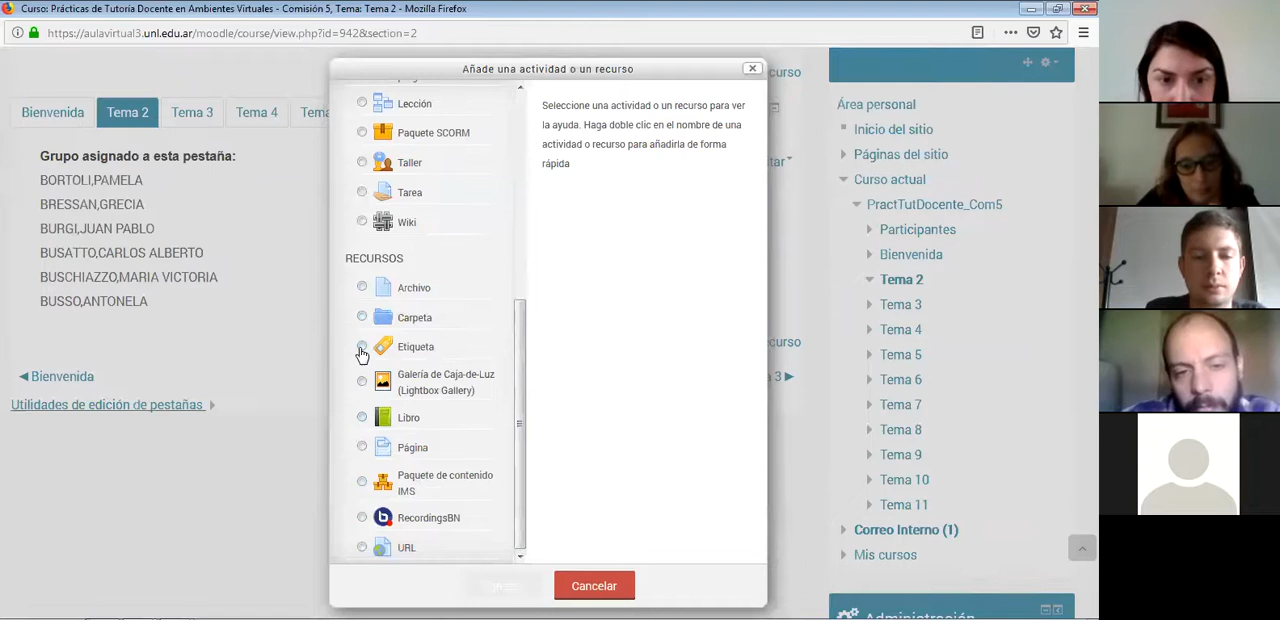 Curso: Prácticas de Tutoría Docente en Ambientes Virtuales - Comisión 5, Tema: Tema 2 - Mozilla Firefox
https://aulavirtual3.unl.edu.ar/moodle/course/view.php?id=942&section=2
Añade una actividad o un recurso
Bienvenida
Tema 2
Tema 3
Tema 4
Grupo asignado a esta pestaña:
BORTOLI,PAMELA
BRESSAN,GRECIA
BURGI,JUAN PABLO
BUSATTO,CARLOS ALBERTO
BUSCHIAZZO,MARIA VICTORIA
BUSSO,ANTONELA
Bienvenida
Utilidades de edición de pestañas
Lección
Paquete SCORM
Taller
Tarea
Wiki
RECURSOS
Archivo
Carpeta
Etiqueta
Galería de Caja-de-Luz
(Lightbox Gallery)
Libro
Página
Paquete de contenido
IMS
RecordingsBN
URL
Seleccione una actividad o un recurso para ver
la ayuda. Haga doble clic en el nombre de una
actividad o recurso para añadirla de forma
rápida
Cancelar
Área personal
Inicio del sitio
Páginas del sitio
Curso actual
PractTutDocente_Com5
Participantes
Bienvenida
Tema 2
Tema 3
Tema 4
Tema 5
Tema 6
Tema 7
Tema 8
Tema 9
Tema 10
Tema 11
Correo Interno (1)
Mis cursos
Administración